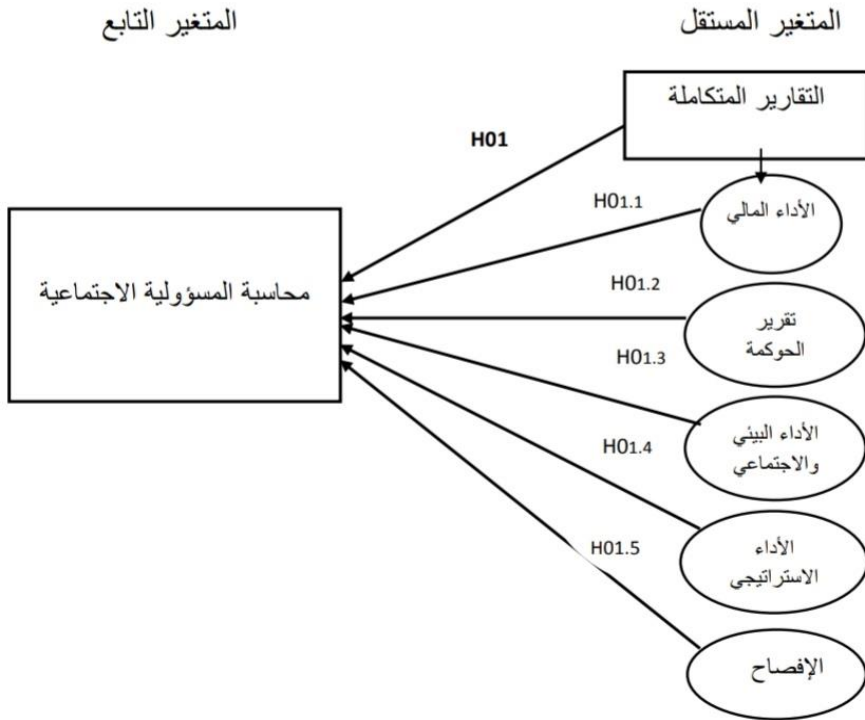 المتغير المستقل
المتغير التابع
التقارير المتكاملة
H01
الأداء المالي
H01.1
محاسبة المسؤولية الاجتماعية
H01.2
تقرير
الحوكمة
H01.3
الأداء البيئي
والاجتماعي
H01.4
الأداء
الاستراتيجي
H01.5
الإفصاح